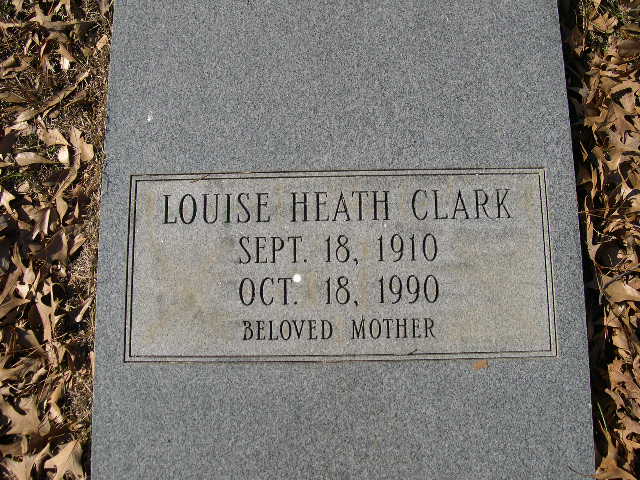 LOUISE HEATH CLARK
SEPT. 18, 1910
OCT. 18, 1990
BELOVED MOTHER